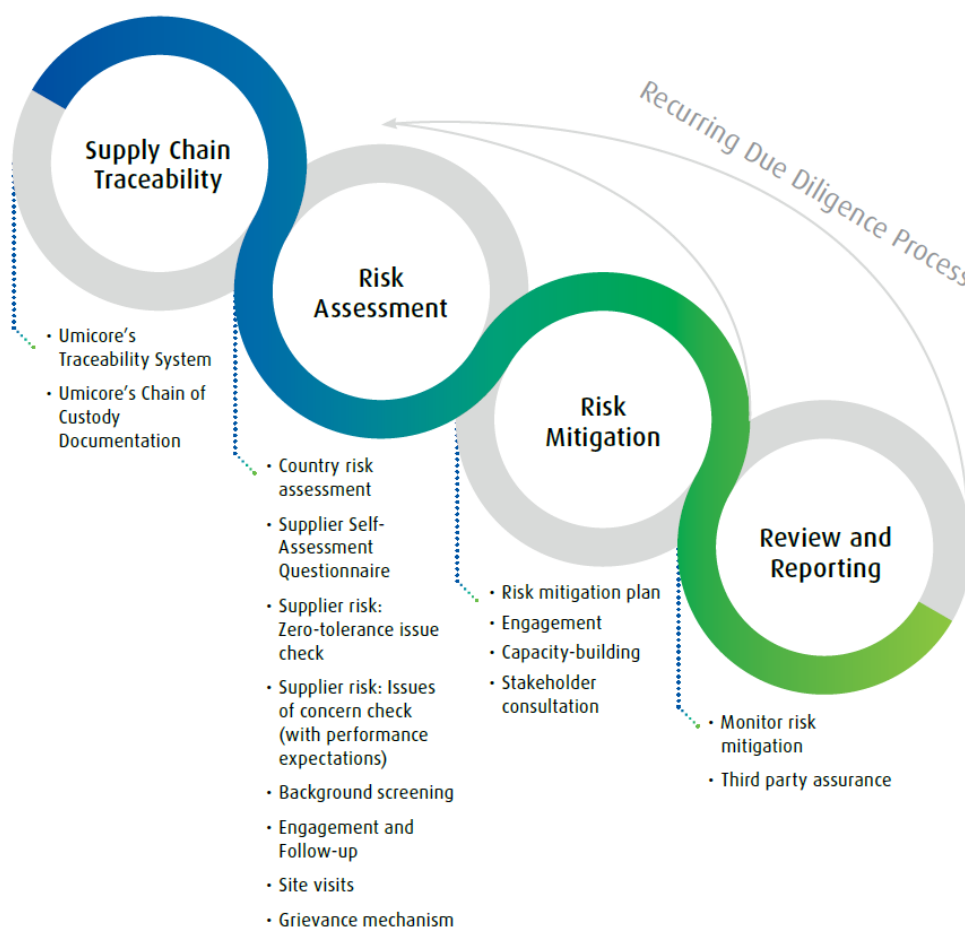 Recurring Due Diligence Process
Supply Chain
Traceability
• Umicore's
Traceability System
• Umicore's Chain of
Custody
Documentation
Risk
Assessment
• Country risk
assessment
• Supplier Self-
Assessment
Questionnaire
• Supplier risk:
Zero-tolerance issue
check
• Supplier risk: Issues
of concern check
(with performance
expectations)
• Background screening
• Engagement and
Follow-up
• Site visits
• Grievance mechanism
Risk
Mitigation
• Risk mitigation plan
• Engagement
• Capacity-building
• Stakeholder
consultation
Review and
Reporting
• Monitor risk
mitigation
• Third party assurance